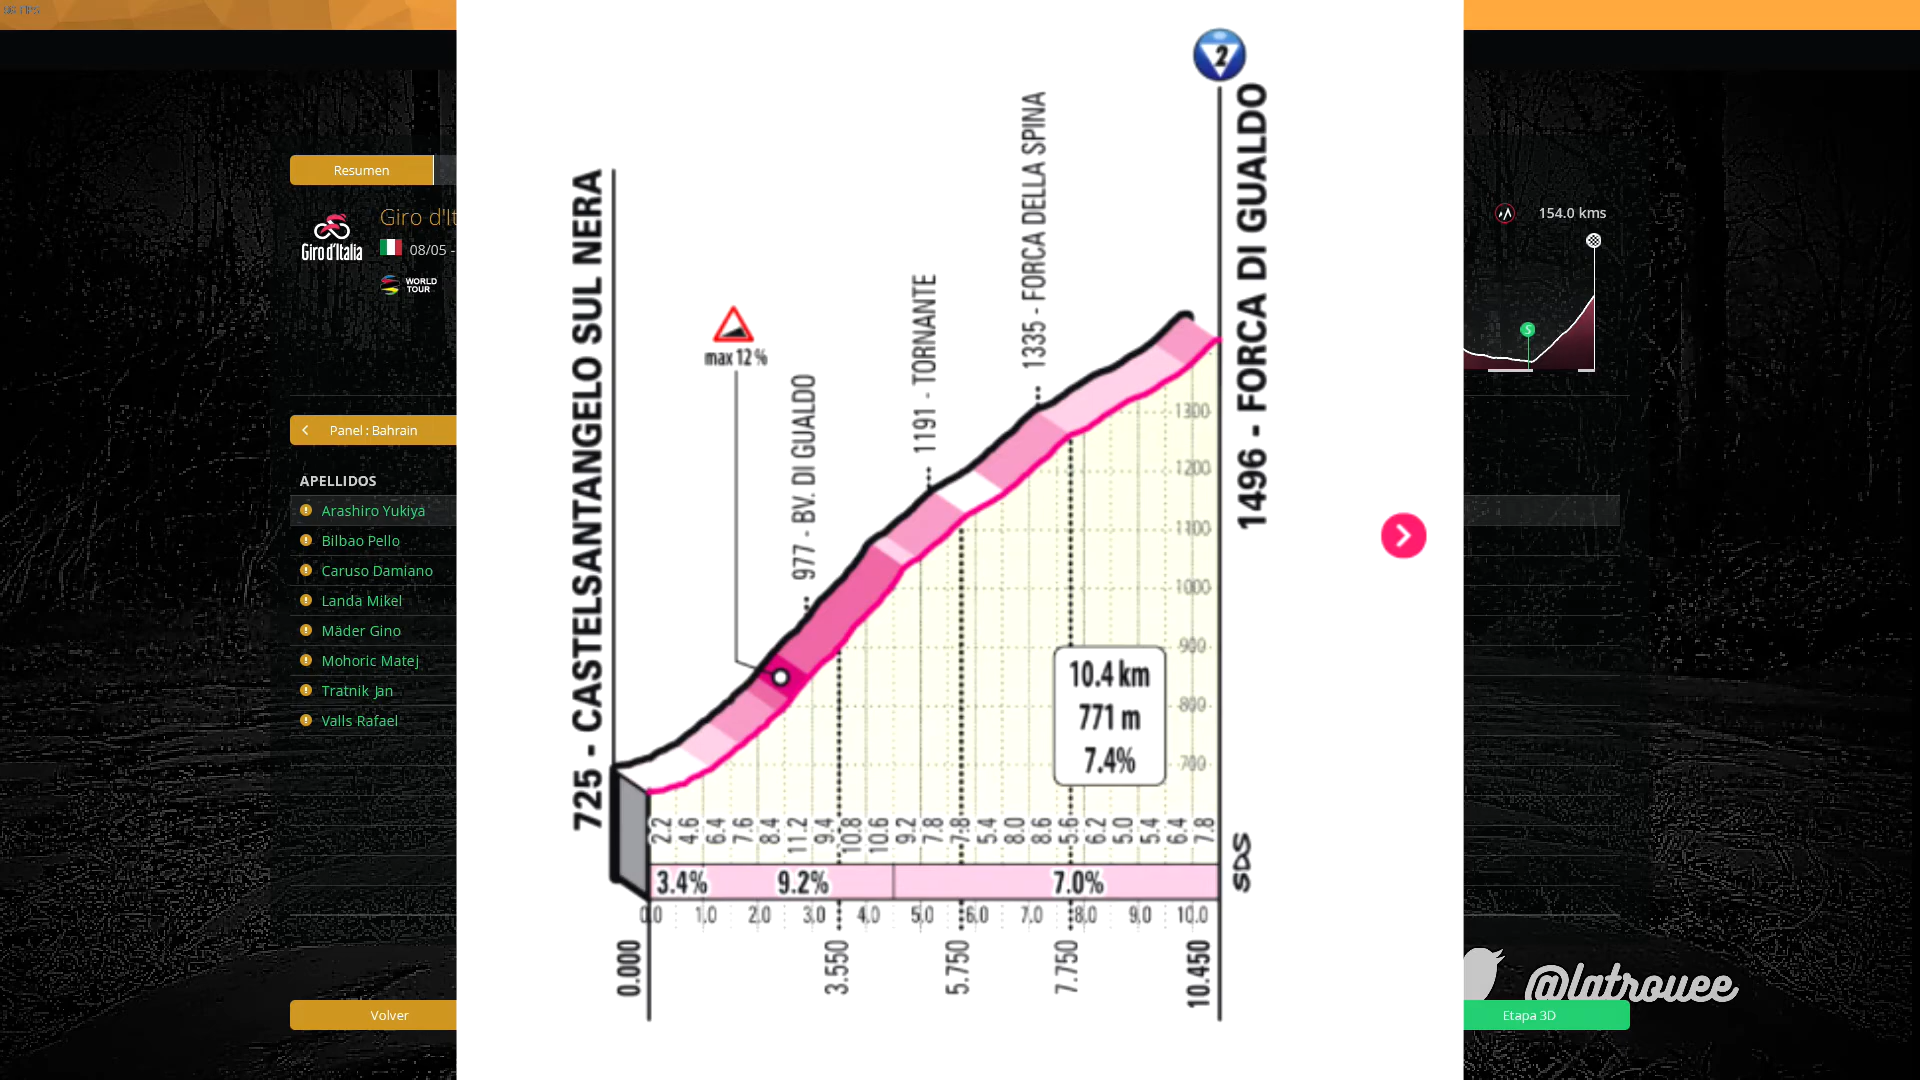 Resumen
Giro d'It
08/05 -
Giro d'Italia
WORLD
TOUR
Panel : Bahrain
APELLIDOS
Arashiro Yukiya
Bilbao Pello
Caruso Damiano
Landa Mikel
Mäder Gino
Mohoric Matej
Tratnik Jan
Valls Rafael
Volver
2
725 - CASTELSANTANGELO SUL NERA
max 12 %
977 - BV. DI GUALDO
1191 - TORNANTE
1335 - FORCA DELLA SPINA
1496 - FORCA DI GUALDO
1300
1200
1100
1000
900
800
700
10.4 km
771 m
7.4%
2.2 4.6 6.4 7.6 8.4 11.2 9.4 10.8 10.6 9.2 7.8 7.8 5.4 8.0 8.6 5.6 6.2 5.0 5.4 6.4 7.8
SDS
3.4% 9.2% 7.0%
0.0 1.0 2.0 3.0 4.0 5.0 6.0 7.0 8.0 9.0 10.0
0.000 3.550 5.750 7.750 10.450
154.0 kms
S
@latrouee
Etapa 3D